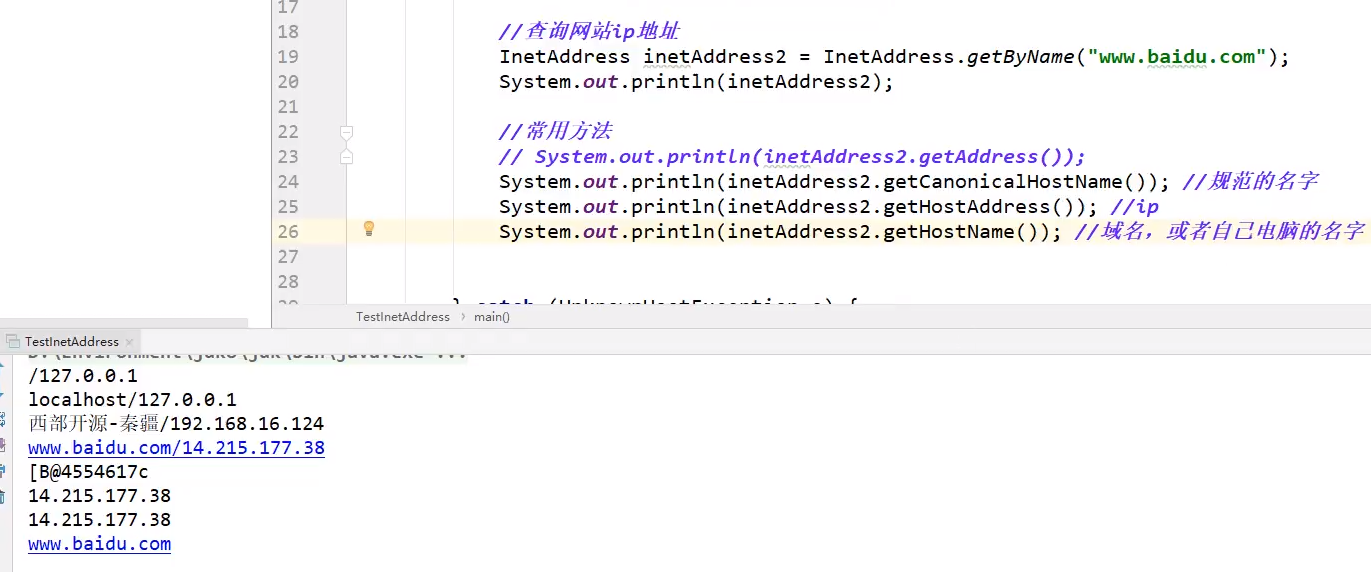 17
18 //查询网站ip地址
19 InetAddress inetAddress2 = InetAddress.getByName("www.baidu.com");
20 System.out.println(inetAddress2);
21
22 //常用方法
23 // System.out.println(inetAddress2.getAddress());
24 System.out.println(inetAddress2.getCanonicalHostName()); //规范的名字
25 System.out.println(inetAddress2.getHostAddress()); //ip
26 System.out.println(inetAddress2.getHostName()); //域名，或者自己电脑的名字
27
28
} catch (UnknownHostException e) {
TestInetAddress › main()
TestInetAddress ×
D:\Environment\java.exe ...
/127.0.0.1
localhost/127.0.0.1
西部开源-秦疆/192.168.16.124
www.baidu.com/14.215.177.38
[B@4554617c
14.215.177.38
14.215.177.38
www.baidu.com